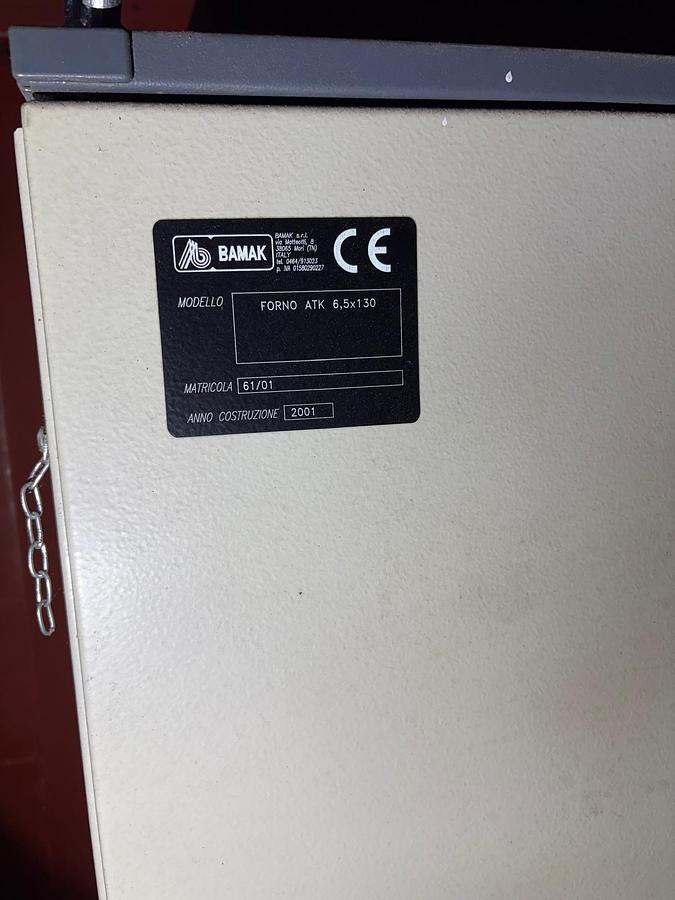 BAMAK
BAMAK s.r.l.
via Matteotti, 8
38065 Mori (TN)
ITALY
tel. 0464/913023
p. IVA 01580290227
CE
MODELLO
FORNO ATK 6,5x130
MATRICOLA 61/01
ANNO COSTRUZIONE 2001